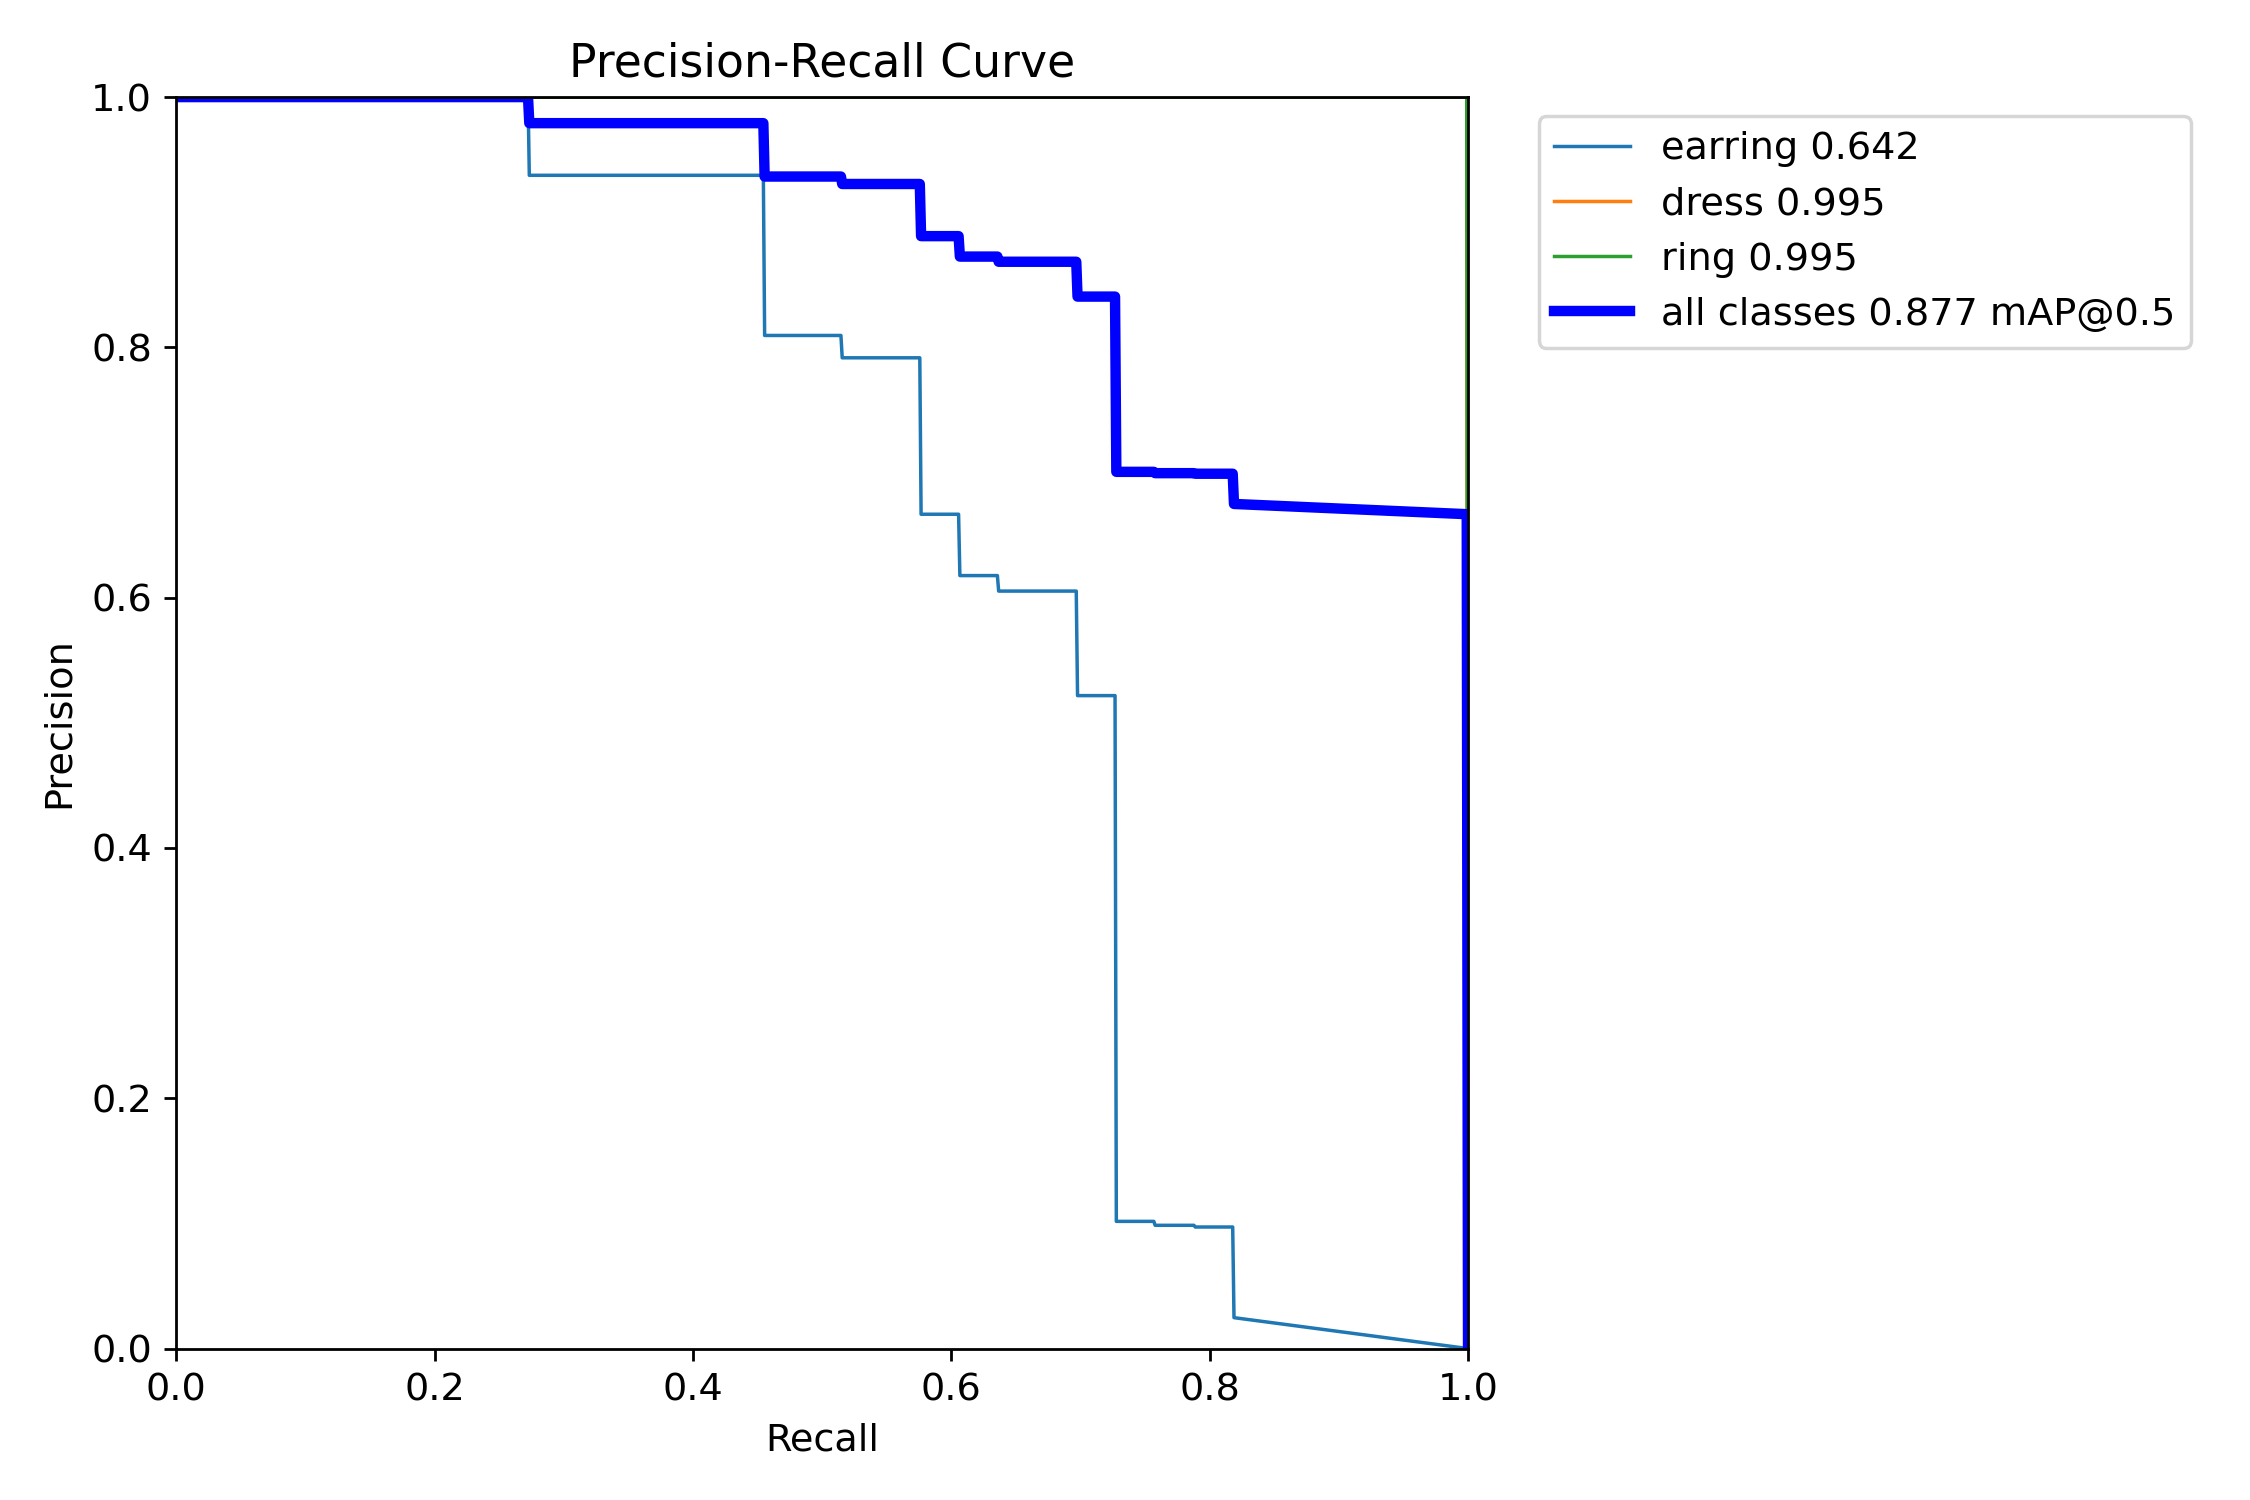 Precision-Recall Curve
1.0
0.8
0.6
0.4
0.2
0.0
Precision
0.0 0.2 0.4 0.6 0.8 1.0
Recall
earring 0.642
dress 0.995
ring 0.995
all classes 0.877 mAP@0.5